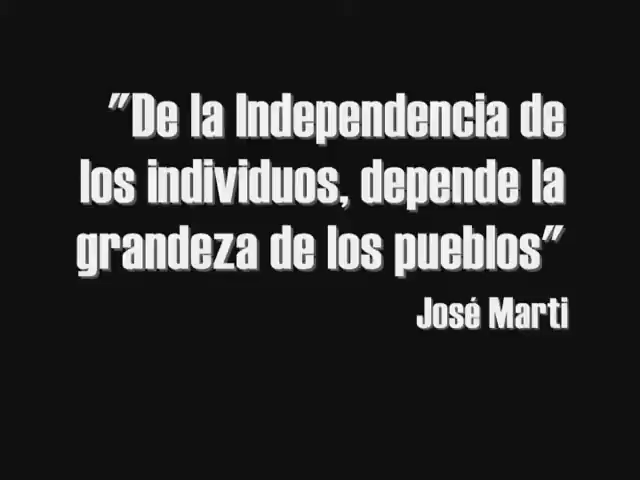 "De la Independencia de
los individuos, depende la
grandeza de los pueblos"
José Marti